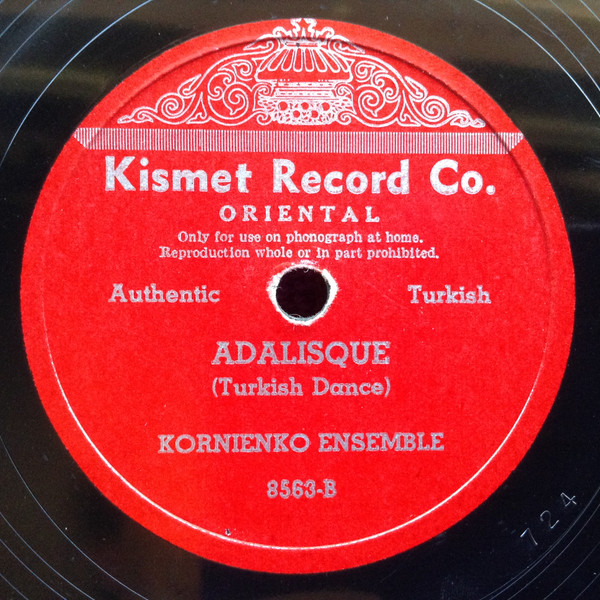 Kismet Record Co.
ORIENTAL
Only for use on phonograph at home.
Reproduction whole or in part prohibited.
Authentic Turkish
ADALISQUE
(Turkish Dance)
KORNIENKO ENSEMBLE
8563-B
724